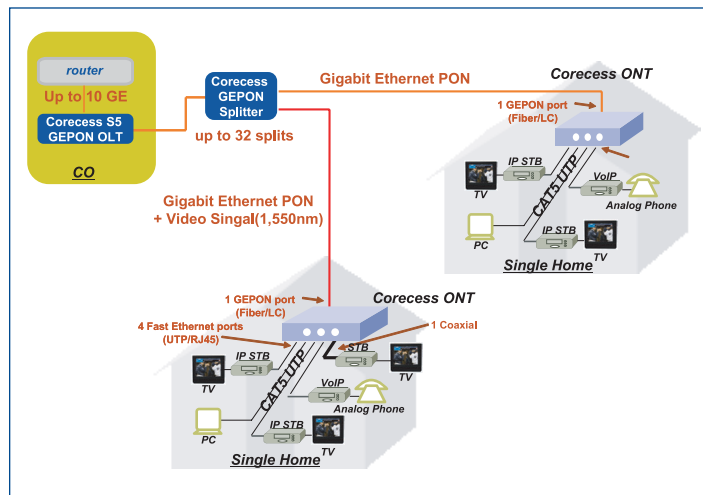 router
Up to 10 GE
Corecess S5
GEPON OLT
CO
Corecess
GEPON
Splitter
up to 32 splits
Gigabit Ethernet PON
Corecess ONT
1 GEPON port
(Fiber/LC)
IP STB
TV
CAT5 UTP
VoIP
Analog Phone
PC
IP STB
TV
Single Home
Gigabit Ethernet PON
+ Video Singal(1,550nm)
1 GEPON port
(Fiber/LC)
Corecess ONT
4 Fast Ethernet ports
(UTP/RJ45)
1 Coaxial
IP STB
TV
CAT5 UTP
STB
TV
VoIP
Analog Phone
PC
IP STB
TV
Single Home